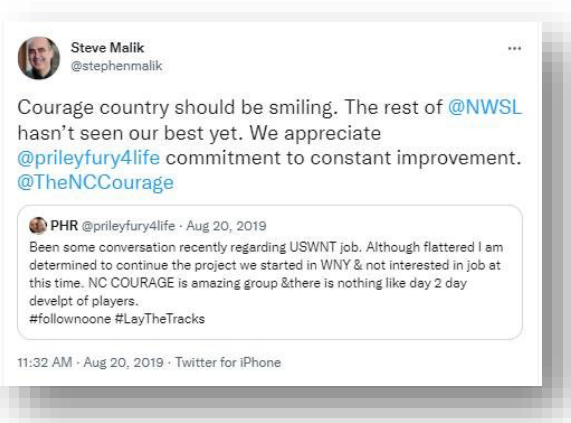 Steve Malik
@stephenmalik
Courage country should be smiling. The rest of @NWSL
hasn't seen our best yet. We appreciate
@prileyfury4life commitment to constant improvement.
@TheNCCourage
PHR @prileyfury4life · Aug 20, 2019
Been some conversation recently regarding USWNT job. Although flattered I am
determined to continue the project we started in WNY & not interested in job at
this time. NC COURAGE is amazing group &there is nothing like day 2 day
develpt of players.
#follownoone #LayTheTracks
11:32 AM · Aug 20, 2019 · Twitter for iPhone